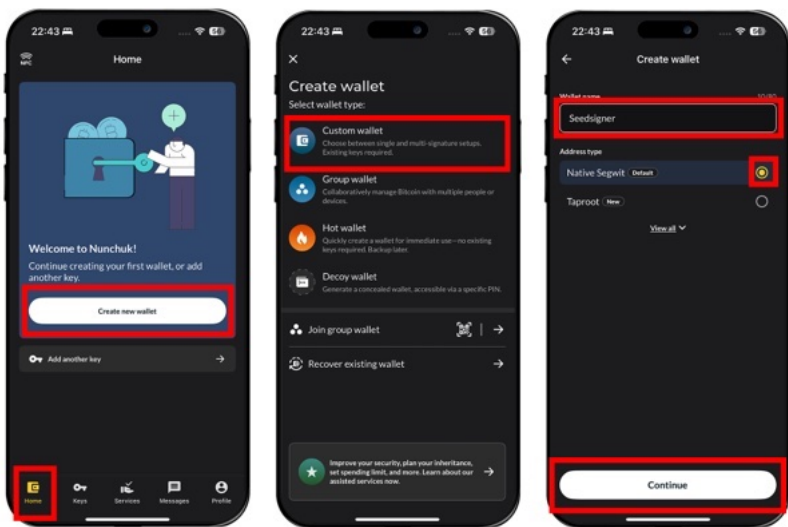 22:43
NFC
Home
Welcome to Nunchuk!
Continue creating your first wallet, or add
another key.
Create new wallet
Add another key
Home
Keys
Services
Messages
Profile
22:43
Create wallet
Select wallet type:
Custom wallet
Choose between single and multi-signature setups.
Existing keys required.
Group wallet
Collaboratively manage Bitcoin with multiple people or
devices.
Hot wallet
Quickly create a wallet for immediate use—no existing
keys required. Backup later.
Decoy wallet
Generate a concealed wallet, accessible via a specific PIN.
Join group wallet
Recover existing wallet
Improve your security, plan your inheritance,
set spending limit, and more. Learn about our
assisted services now.
22:43
Create wallet
Wallet name 10/80
Seedsigner
Address type
Native Segwit Default
Taproot New
View all
Continue